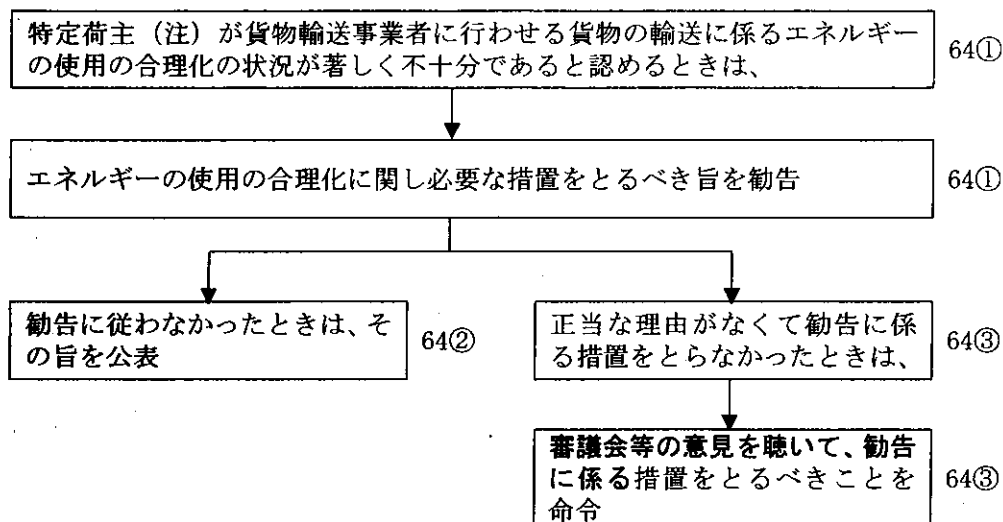 特定荷主（注）が貨物輸送事業者に行わせる貨物の輸送に係るエネルギー
の使用の合理化の状況が著しく不十分であると認めるときは、
64①
エネルギーの使用の合理化に関し必要な措置をとるべき旨を勧告
64①
勧告に従わなかったときは、そ
の旨を公表
64②
正当な理由がなくて勧告に係
る措置をとらなかったときは、
64③
審議会等の意見を聴いて、勧告
に係る措置をとるべきことを
命令
64③